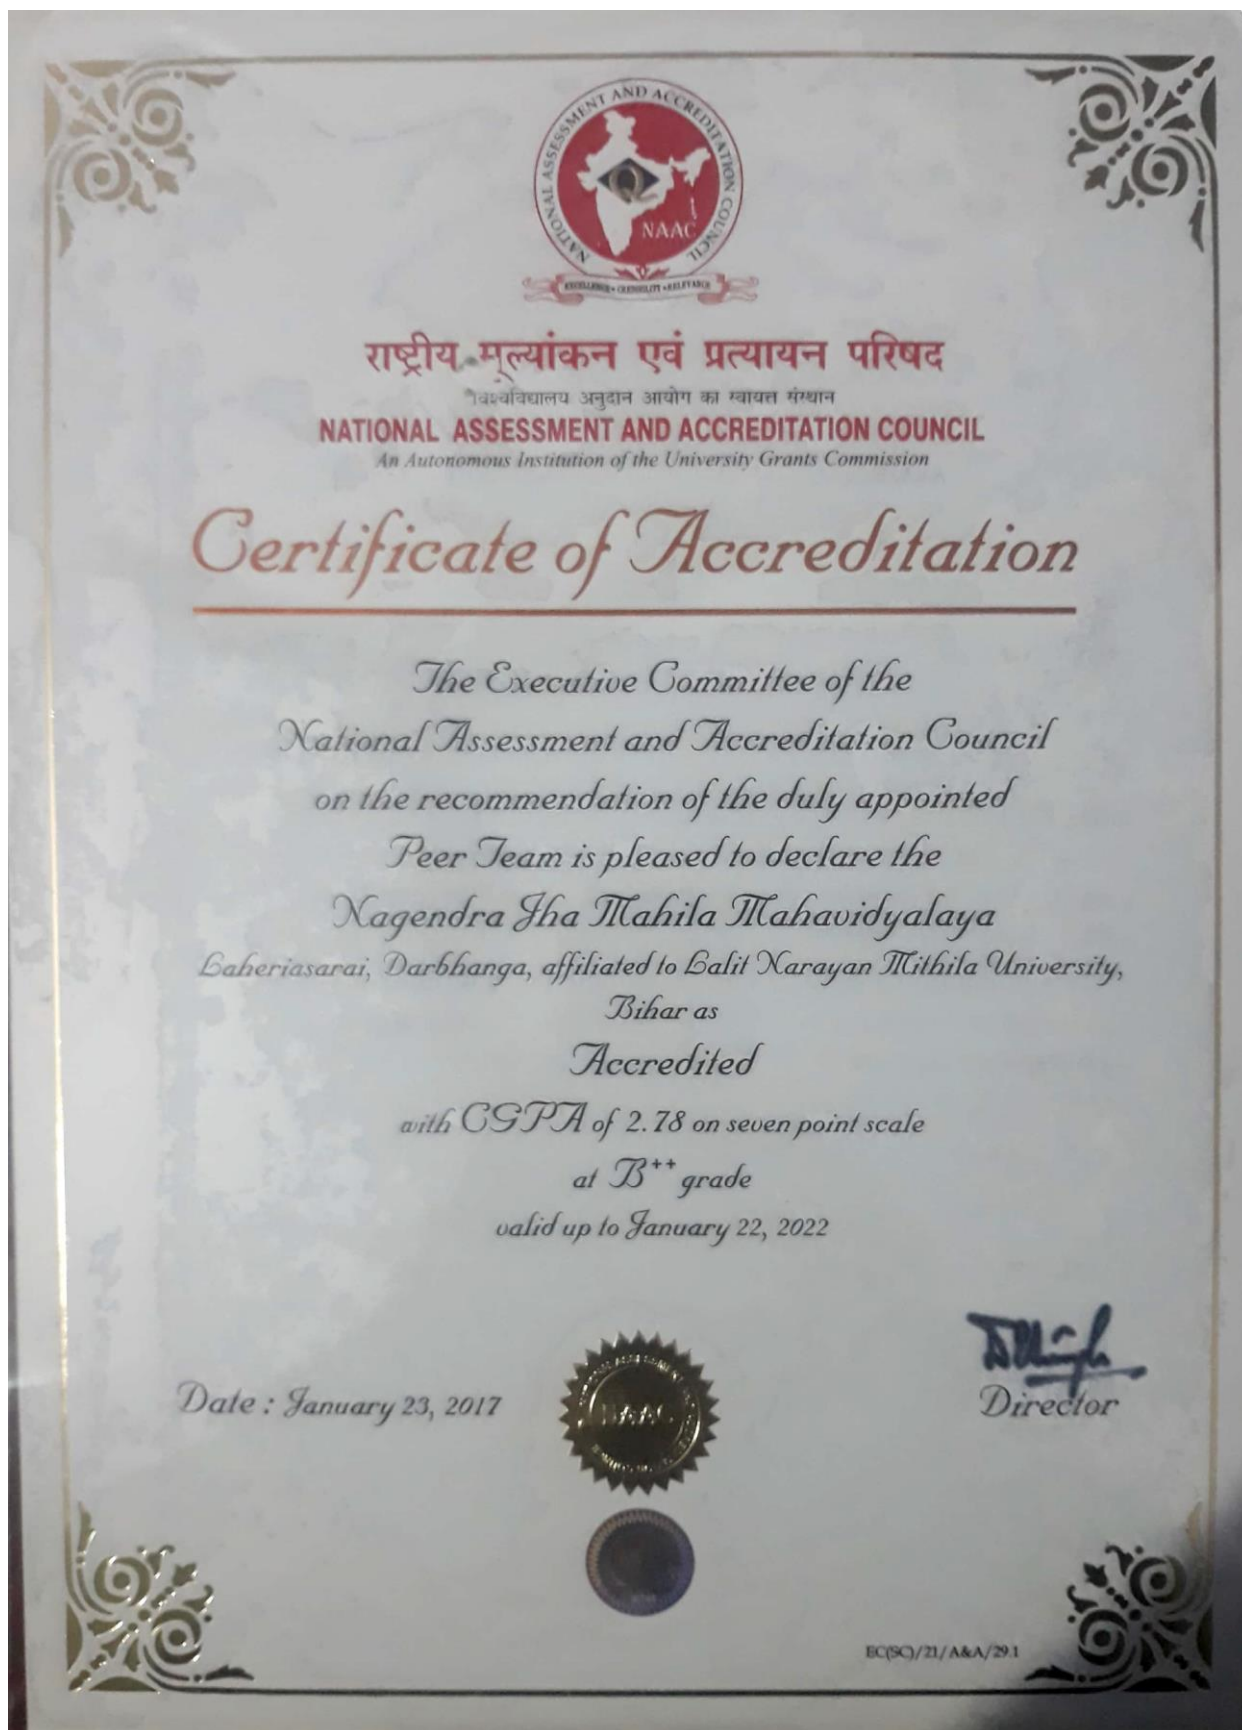 NATIONAL ASSESSMENT AND ACCREDITATION COUNCIL
NAAC
EXCELLENCE • CREDIBILITY • RELEVANCE
राष्ट्रीय मूल्यांकन एवं प्रत्यायन परिषद
विश्वविद्यालय अनुदान आयोग का स्वायत्त संस्थान
NATIONAL ASSESSMENT AND ACCREDITATION COUNCIL
An Autonomous Institution of the University Grants Commission
Certificate of Accreditation
The Executive Committee of the
National Assessment and Accreditation Council
on the recommendation of the duly appointed
Peer Team is pleased to declare the
Nagendra Jha Mahila Mahavidyalaya
Laheriasarai, Darbhanga, affiliated to Lalit Narayan Mithila University,
Bihar as
Accredited
with CGPA of 2.78 on seven point scale
at B++ grade
valid up to January 22, 2022
Date : January 23, 2017
NAAC
Director
EC(SC)/21/A&A/29.1